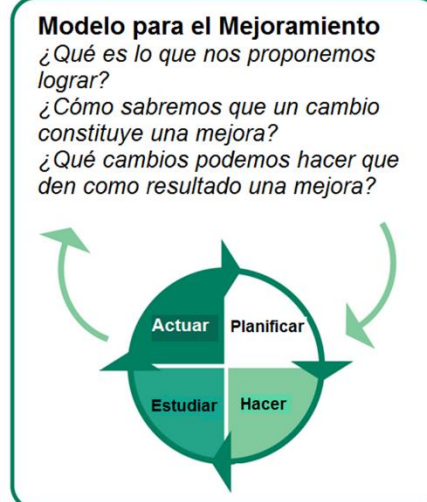 Modelo para el Mejoramiento
¿Qué es lo que nos proponemos
lograr?
¿Cómo sabremos que un cambio
constituye una mejora?
¿Qué cambios podemos hacer que
den como resultado una mejora?
Actuar
Planificar
Estudiar
Hacer